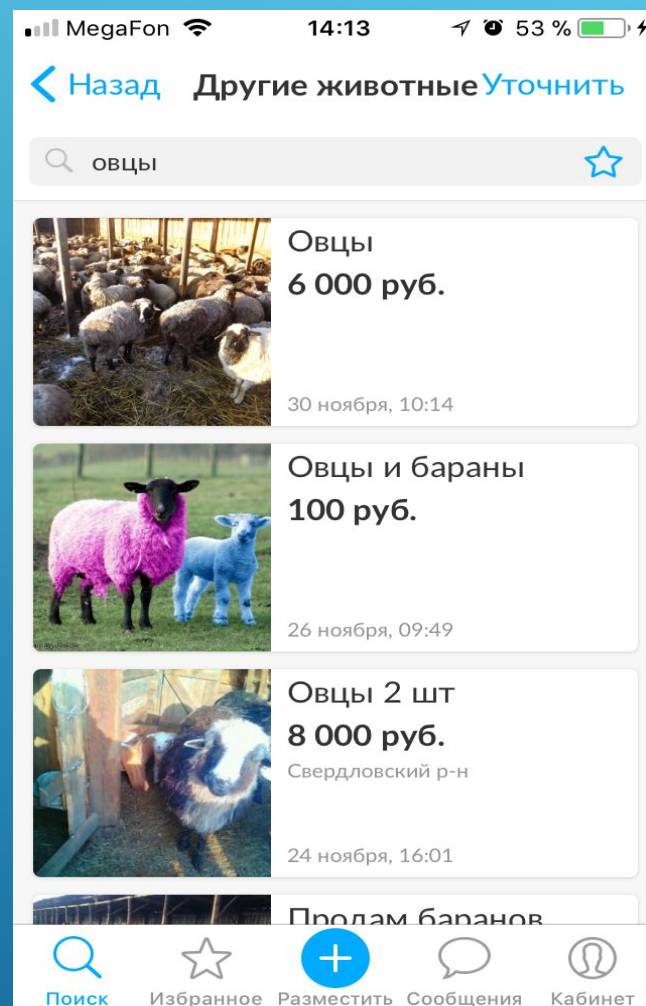 MegaFon 14:13 53 %
Назад Другие животные Уточнить
овцы
Овцы
6 000 руб.
30 ноября, 10:14
Овцы и бараны
100 руб.
26 ноября, 09:49
Овцы 2 шт
8 000 руб.
Свердловский р-н
24 ноября, 16:01
Продам баранов
Поиск Избранное Разместить Сообщения Кабинет